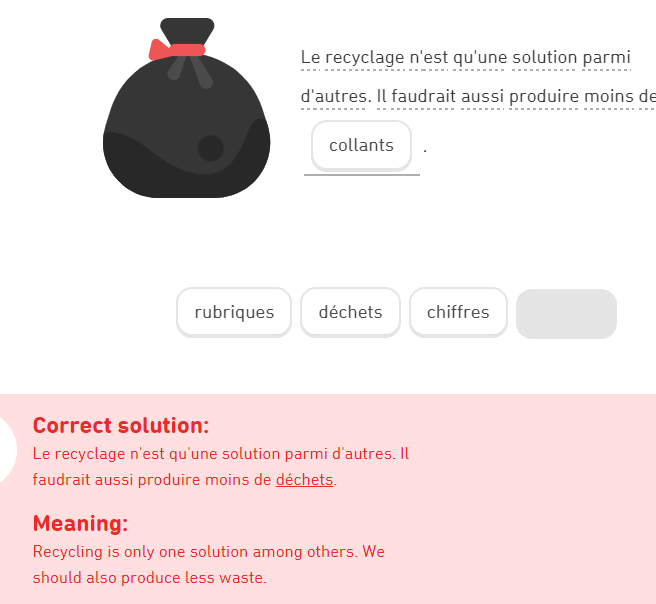 Le recyclage n'est qu'une solution parmi
d'autres. Il faudrait aussi produire moins de
collants .
rubriques déchets chiffres
Correct solution:
Le recyclage n'est qu'une solution parmi d'autres. Il
faudrait aussi produire moins de déchets.
Meaning:
Recycling is only one solution among others. We
should also produce less waste.